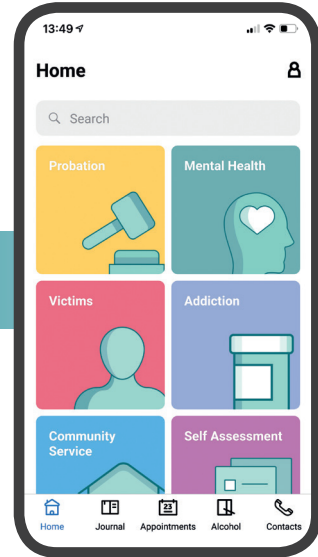 13:49
Home
Search
Probation
Mental Health
Victims
Addiction
Community
Service
Self Assessment
23
Home
Journal
Appointments
Alcohol
Contacts